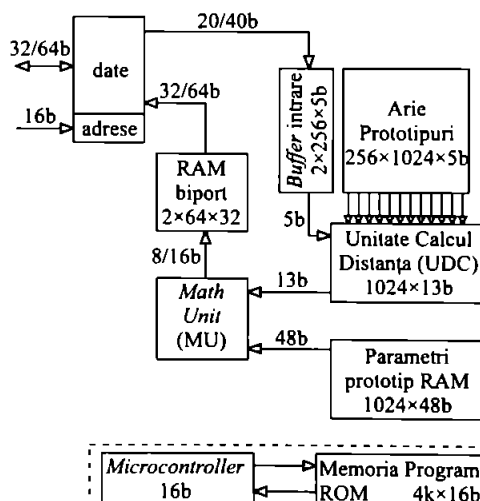 20/40b
32/64b
date
32/64b
16b
adrese
Buffer intrare
2×256×5b
Arie
Prototipuri
256×1024×5b
RAM
biport
2×64×32
5b
Unitate Calcul
Distanța (UDC)
1024×13b
8/16b
13b
Math
Unit
(MU)
48b
Parametri
prototip RAM
1024×48b
Microcontroller
16b
Memoria Program
ROM 4k×16b